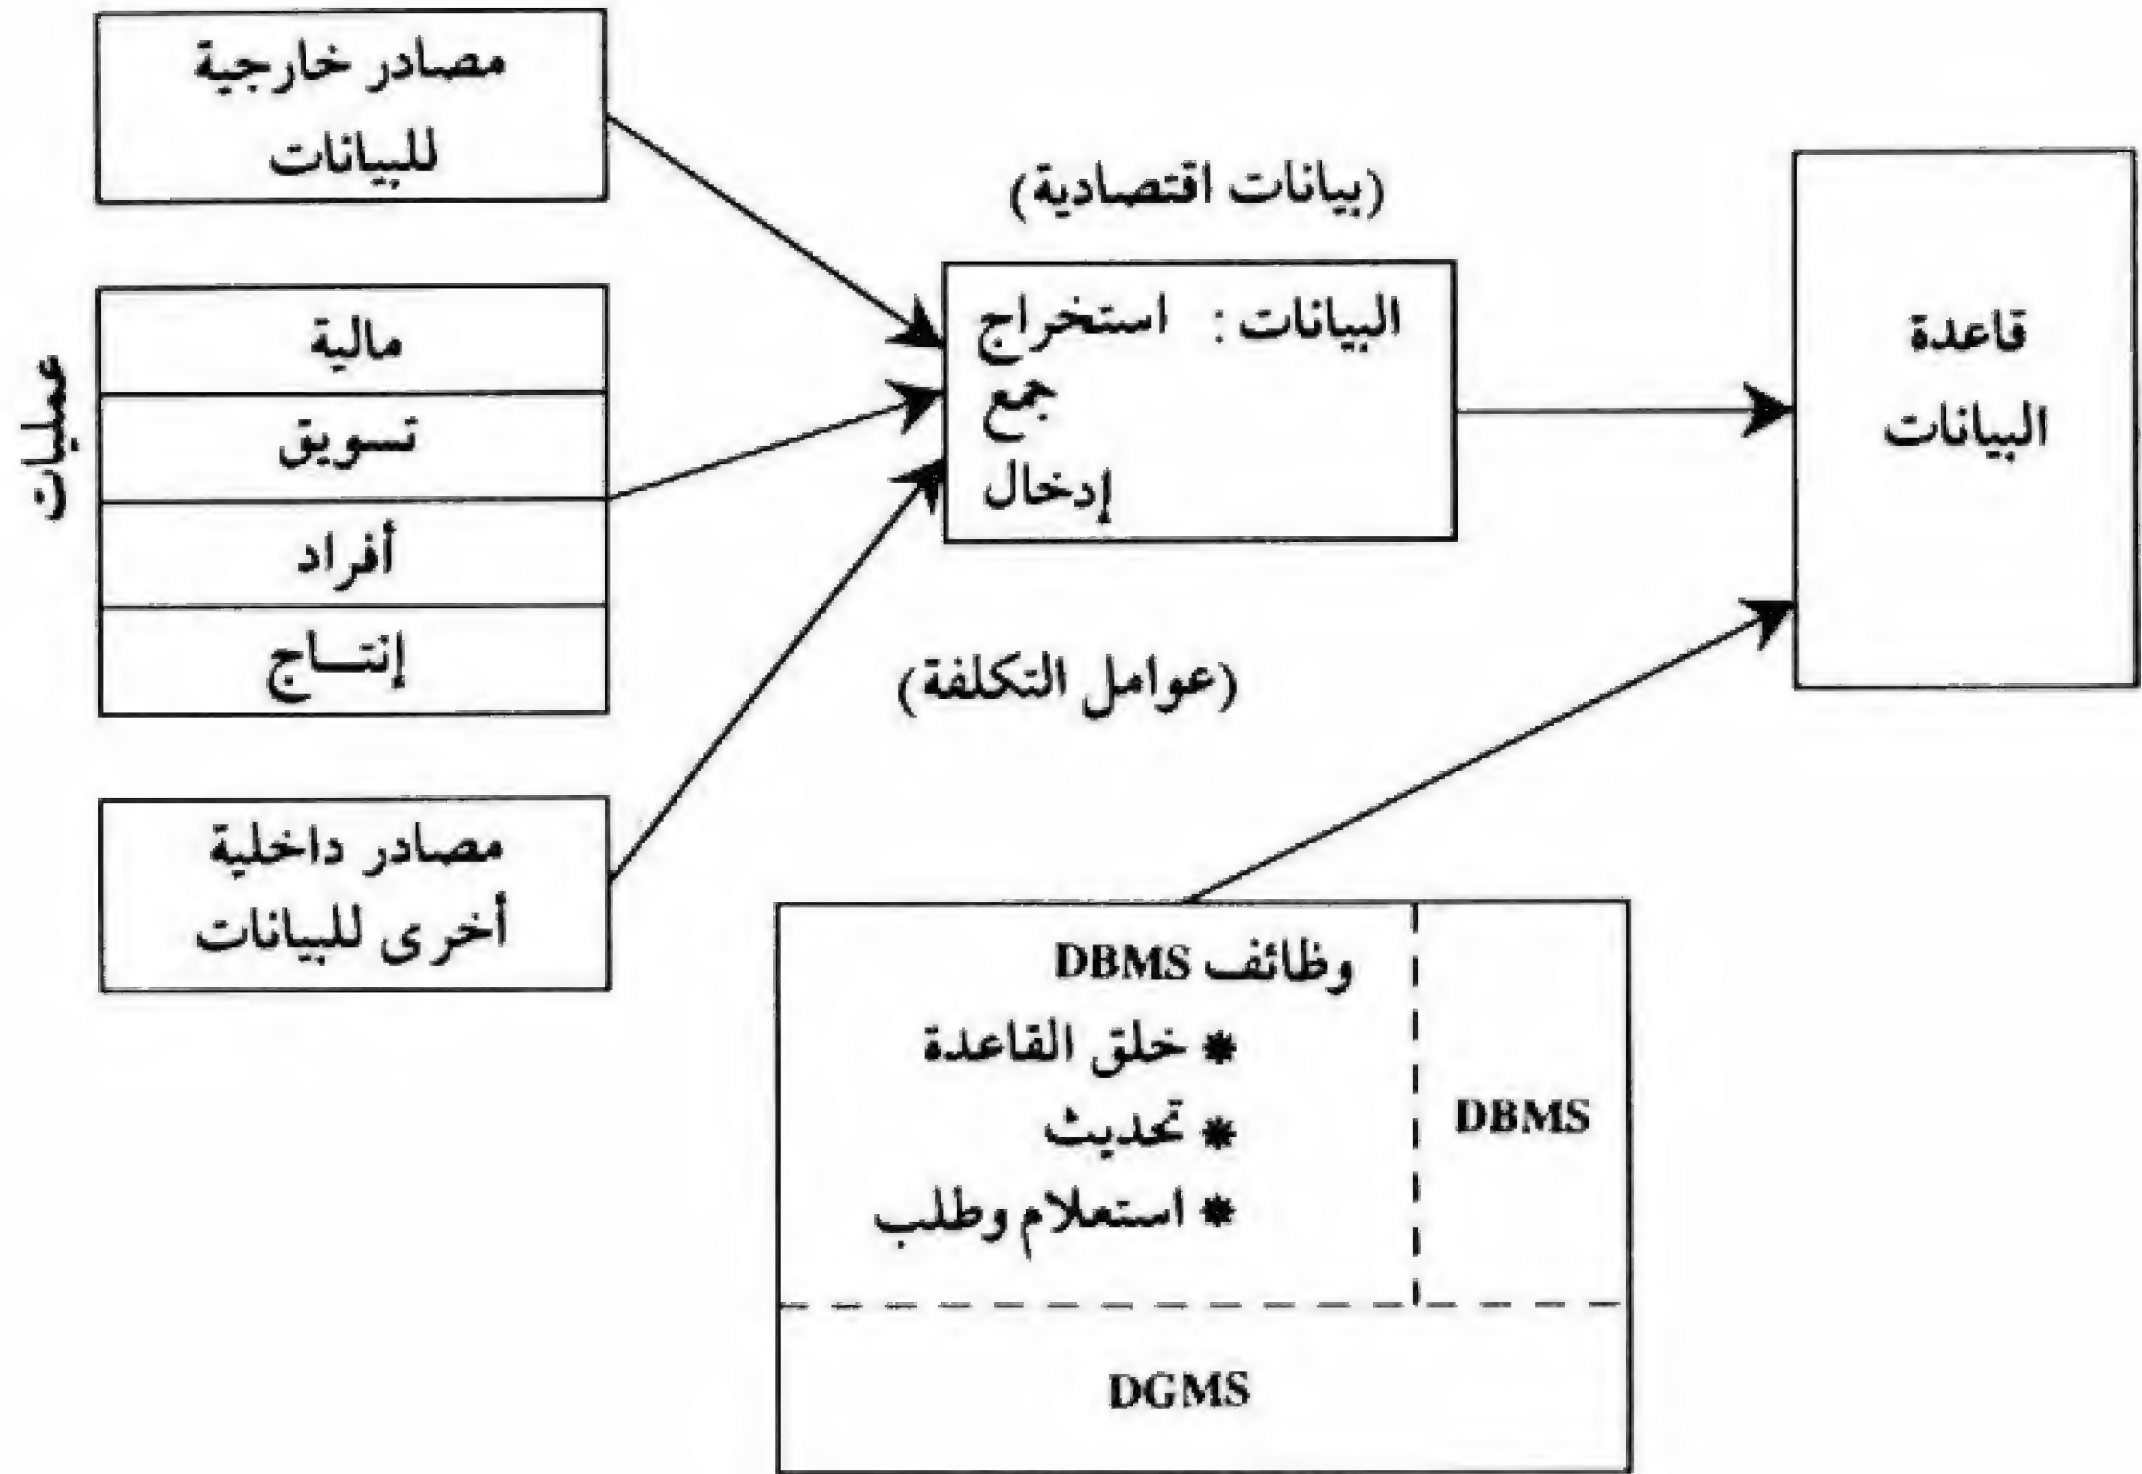 مصادر خارجية
للبيانات
عمليات
مالية
تسويق
أفراد
إنتـــاج
مصادر داخلية
أخرى للبيانات
(بيانات اقتصادية)
البيانات : استخراج
جمع
إدخال
(عوامل التكلفة)
قاعدة
البيانات
وظائف DBMS
* خلق القاعدة
* تحديث
* استعلام وطلب
DBMS
DGMS